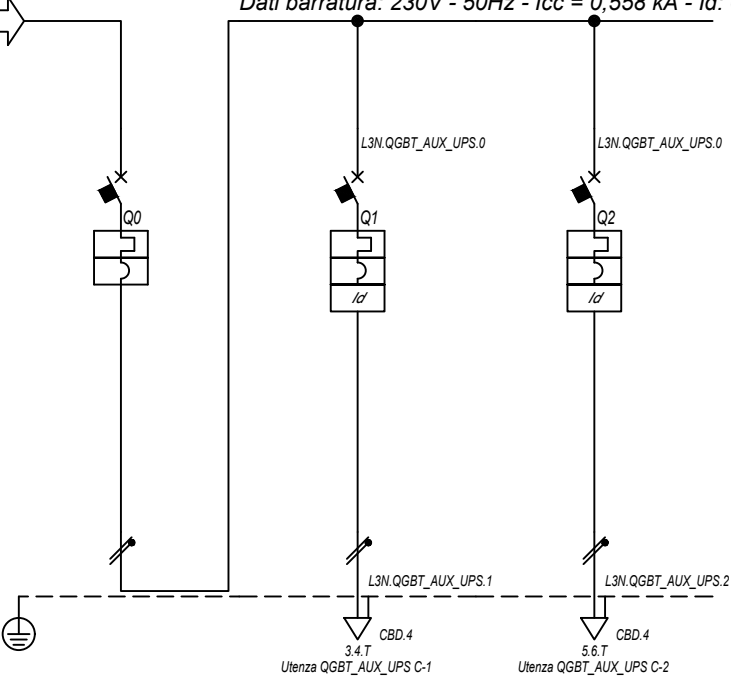 Dati barratura: 230V - 50Hz - Icc = 0,558 kA - Id:
L3N.QGBT_AUX_UPS.0
L3N.QGBT_AUX_UPS.0
Q0
Q1
Q2
Id
Id
L3N.QGBT_AUX_UPS.1
L3N.QGBT_AUX_UPS.2
CBD.4
CBD.4
3.4.T
5.6.T
Utenza QGBT_AUX_UPS C-1
Utenza QGBT_AUX_UPS C-2